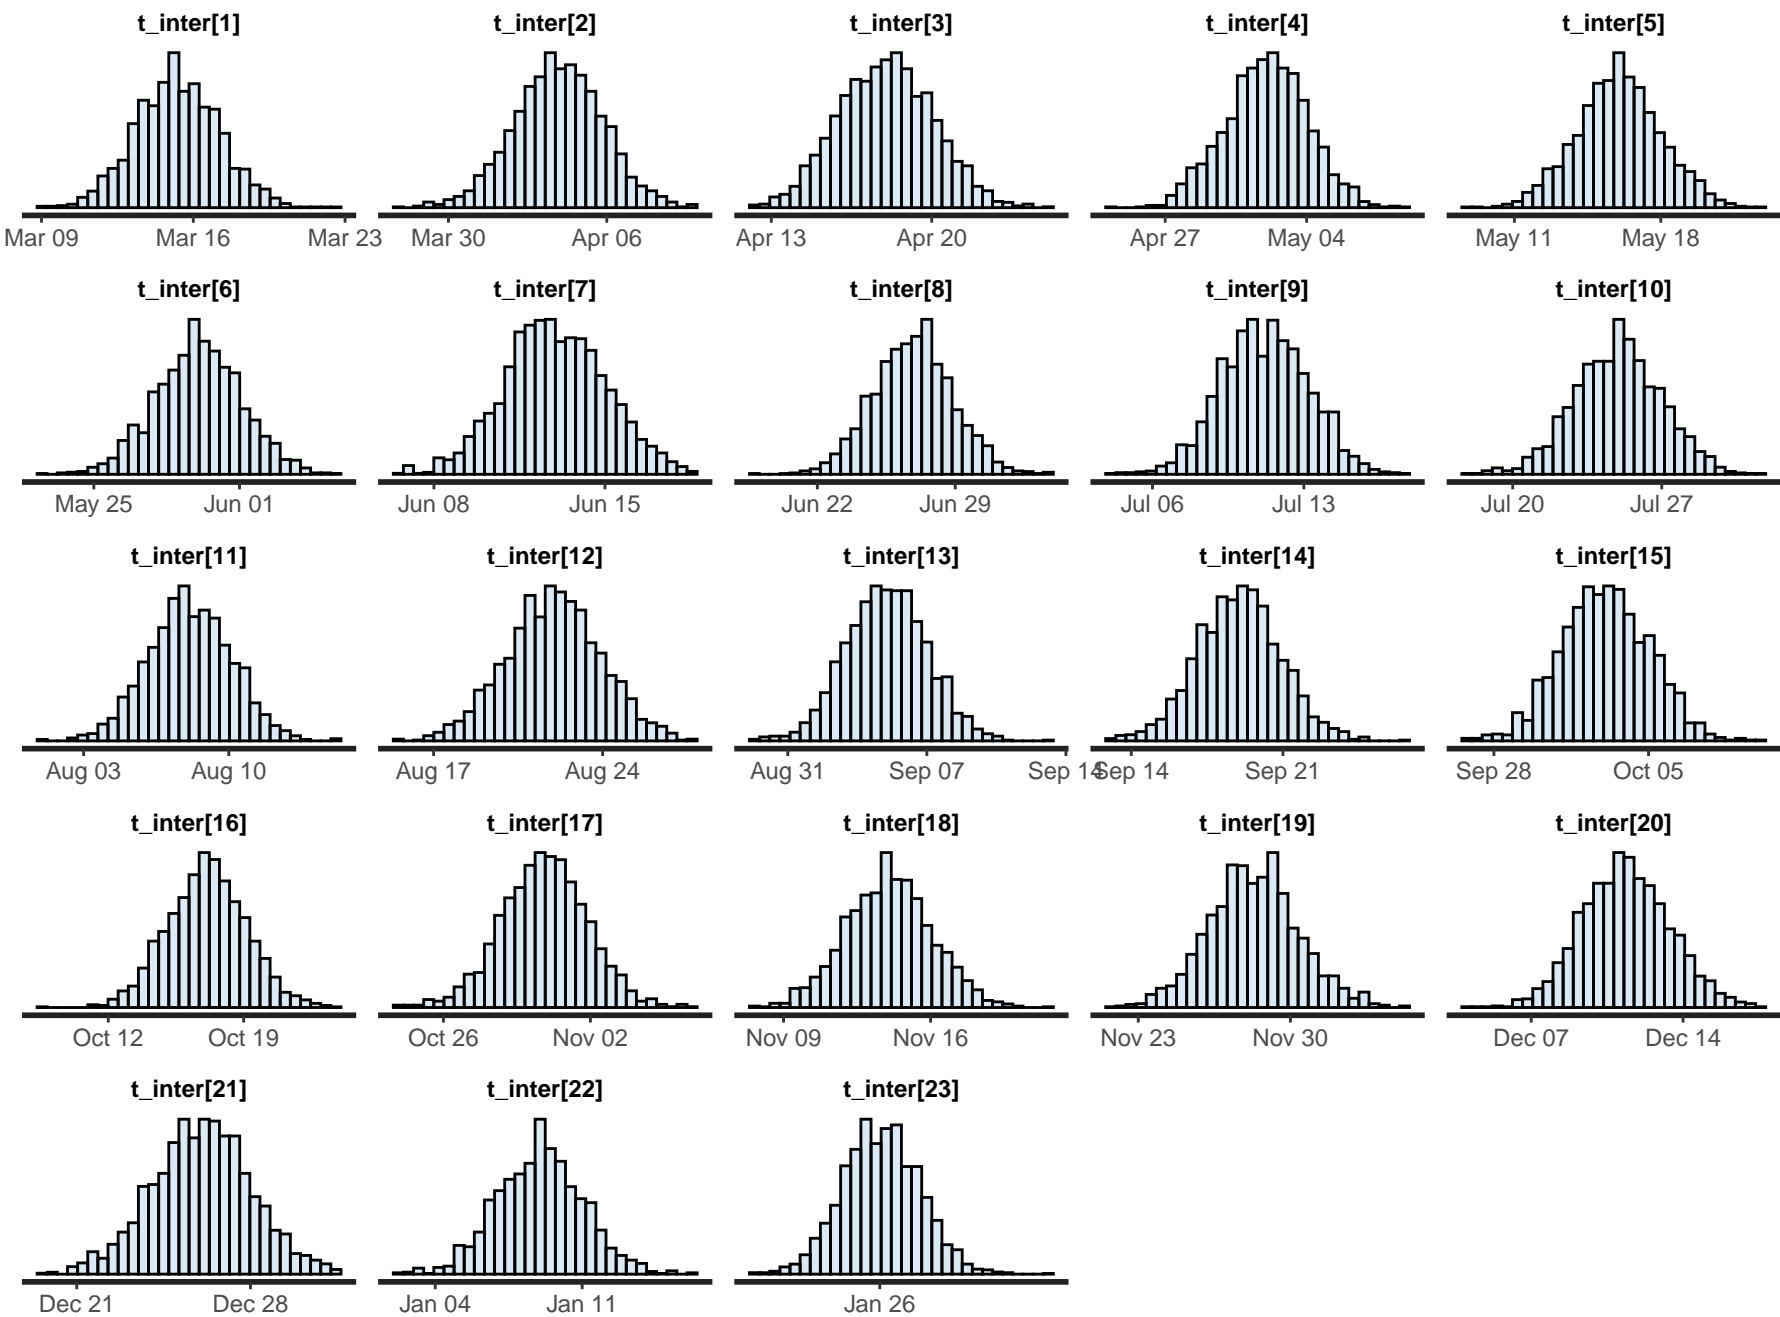 t_inter[1] t_inter[2] t_inter[3] t_inter[4] t_inter[5]
Mar 09 Mar 16 Mar 23 Mar 30 Apr 06 Apr 13 Apr 20 Apr 27 May 04 May 11 May 18
t_inter[6] t_inter[7] t_inter[8] t_inter[9] t_inter[10]
May 25 Jun 01 Jun 08 Jun 15 Jun 22 Jun 29 Jul 06 Jul 13 Jul 20 Jul 27
t_inter[11] t_inter[12] t_inter[13] t_inter[14] t_inter[15]
Aug 03 Aug 10 Aug 17 Aug 24 Aug 31 Sep 07 Sep 14 Sep 14 Sep 21 Sep 28 Oct 05
t_inter[16] t_inter[17] t_inter[18] t_inter[19] t_inter[20]
Oct 12 Oct 19 Oct 26 Nov 02 Nov 09 Nov 16 Nov 23 Nov 30 Dec 07 Dec 14
t_inter[21] t_inter[22] t_inter[23]
Dec 21 Dec 28 Jan 04 Jan 11 Jan 26